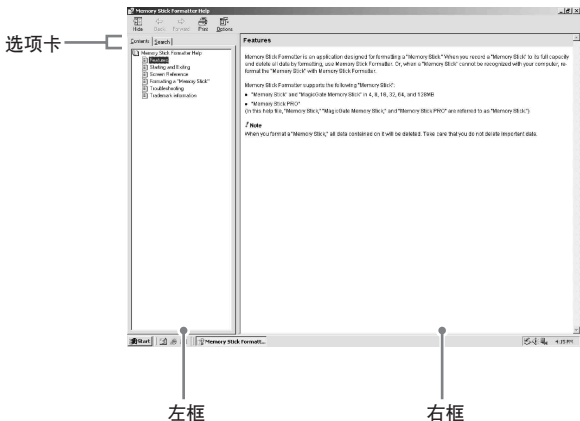 Memory Stick Formatter Help
Hide Back Forward Print Options
选项卡
Contents Search
Memory Stick Formatter Help
Features
Starting and Exiting
Screen Reference
Formatting a "Memory Stick"
Troubleshooting
Trademark information
Features
Memory Stick Formatter is an application designed for formatting a "Memory Stick." When you record a "Memory Stick" to its full capacity
and delete all data by formatting, use Memory Stick Formatter. Or, when a "Memory Stick" cannot be recognized with your computer, re-
format the "Memory Stick" with Memory Stick Formatter.
Memory Stick Formatter supports the following "Memory Stick":
• "Memory Stick" and "MagicGate Memory Stick" in 4, 8, 16, 32, 64, and 128MB
• "Memory Stick PRO"
(In this help file, "Memory Stick," "MagicGate Memory Stick," and "Memory Stick PRO" are referred to as "Memory Stick.")
Note
When you format a "Memory Stick," all data contained on it will be deleted. Take care that you do not delete important data.
Start Memory Stick Formatt... 4:15 PM
左框 右框